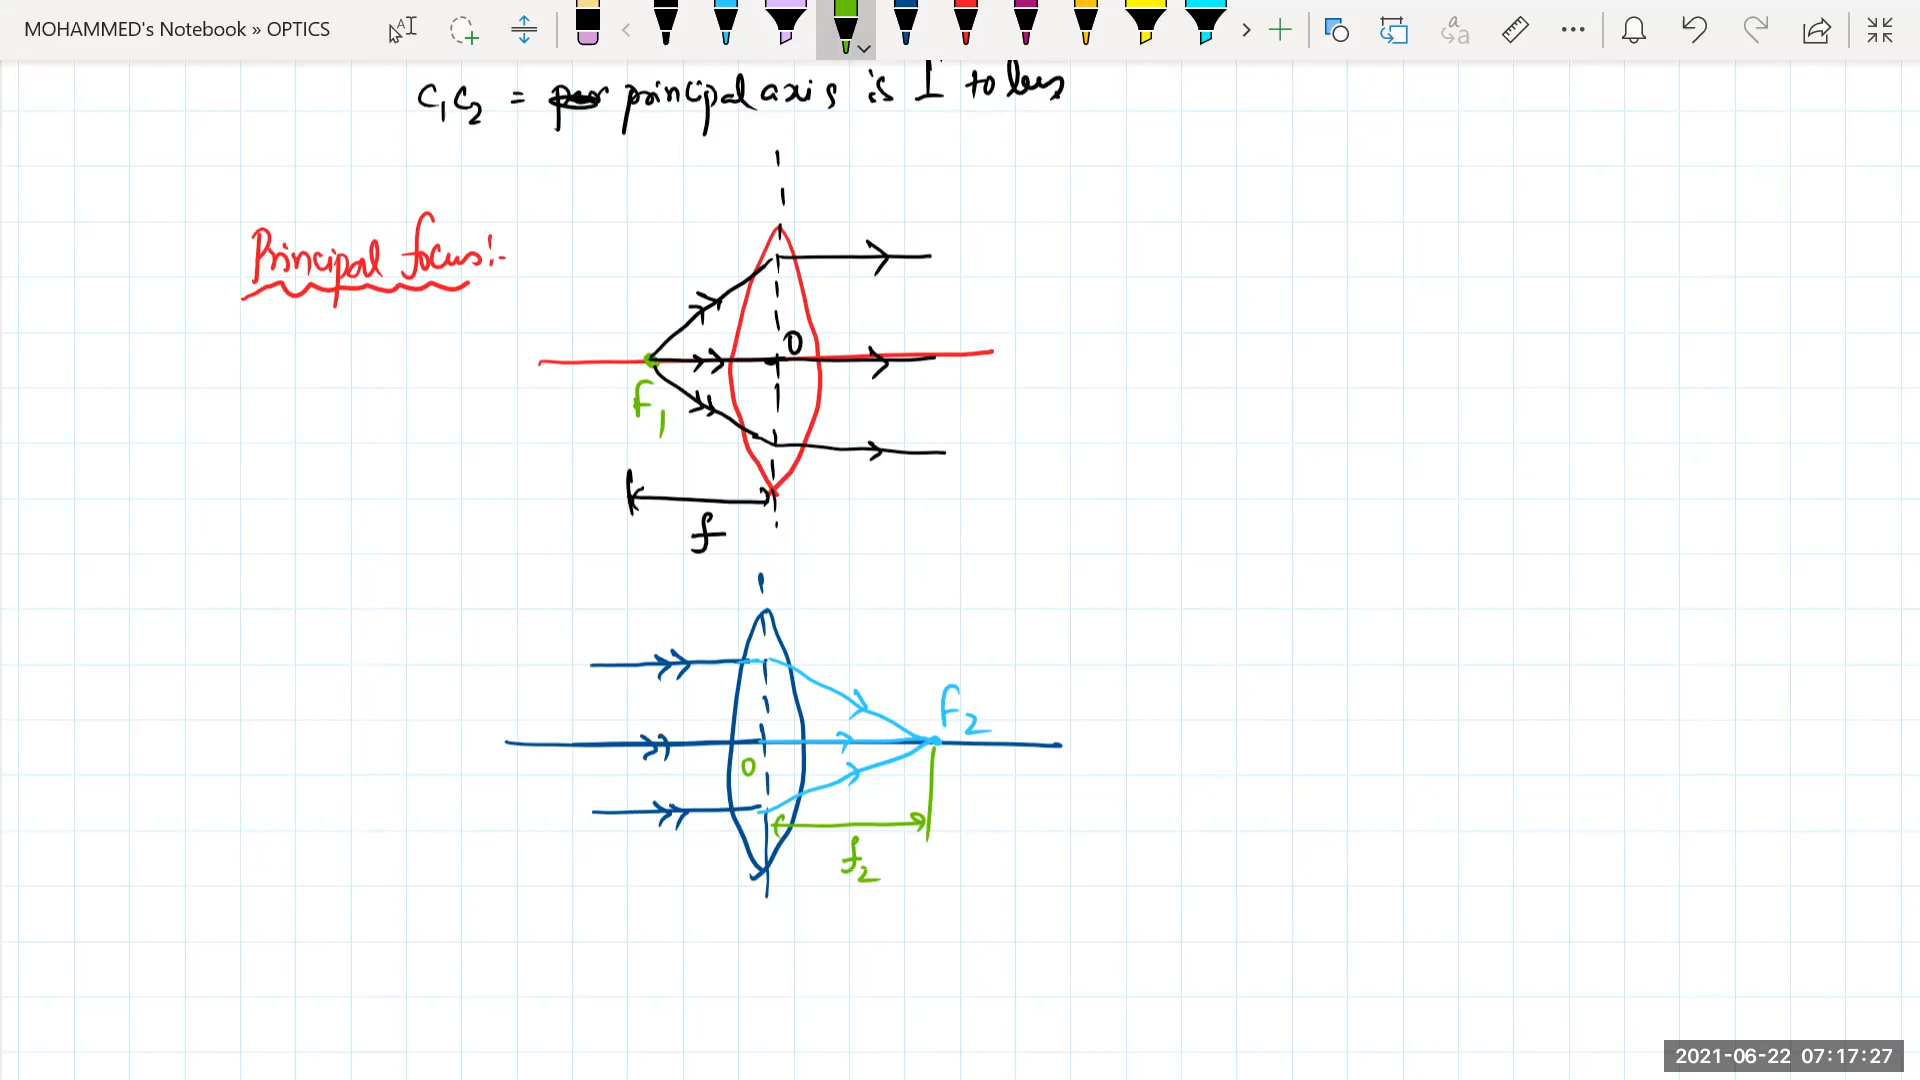 MOHAMMED's Notebook » OPTICS
C₁C₂ = principal axis is ⊥ to lens
Principal focus:-
O
F₁
f
F₂
O
f₂
2021-06-22 07:17:27